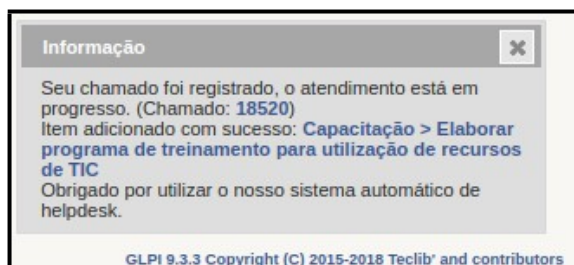 Informação
Seu chamado foi registrado, o atendimento está em
progresso. (Chamado: 18520)
Item adicionado com sucesso: Capacitação > Elaborar
programa de treinamento para utilização de recursos
de TIC
Obrigado por utilizar o nosso sistema automático de
helpdesk.
GLPI 9.3.3 Copyright (C) 2015-2018 Teclib' and contributors